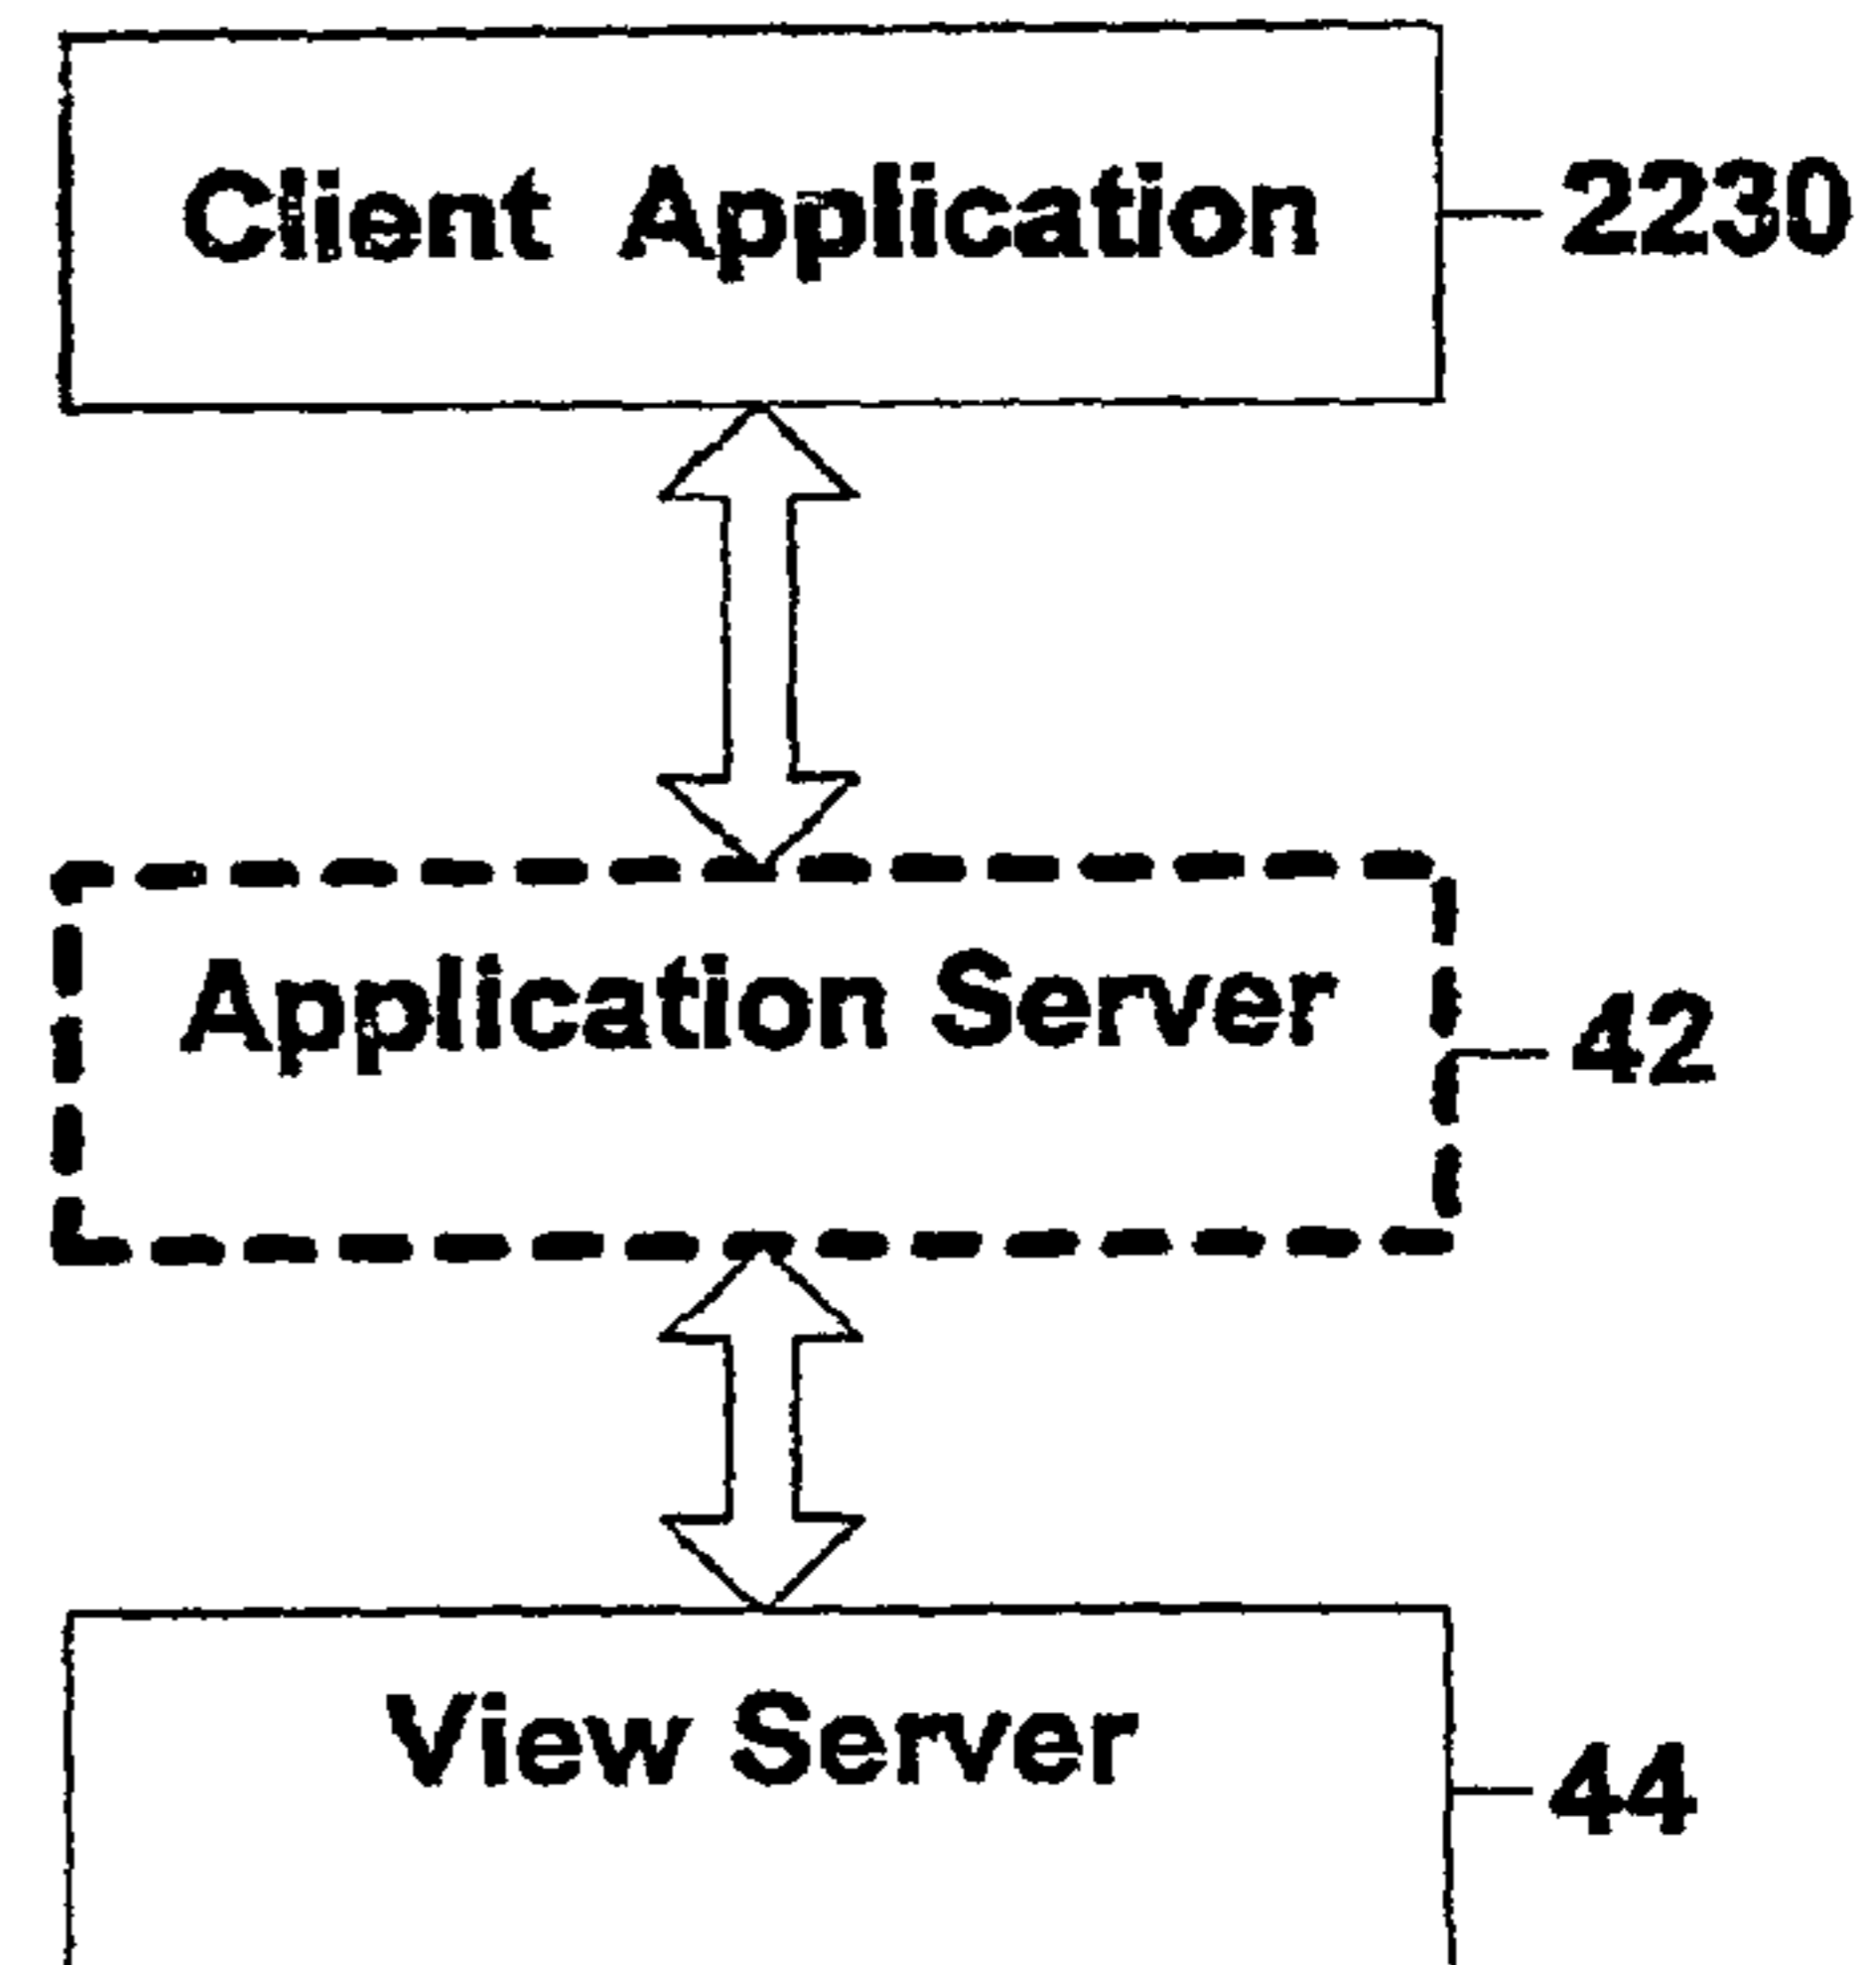 Client Application
2230
Application Server
42
View Server
44